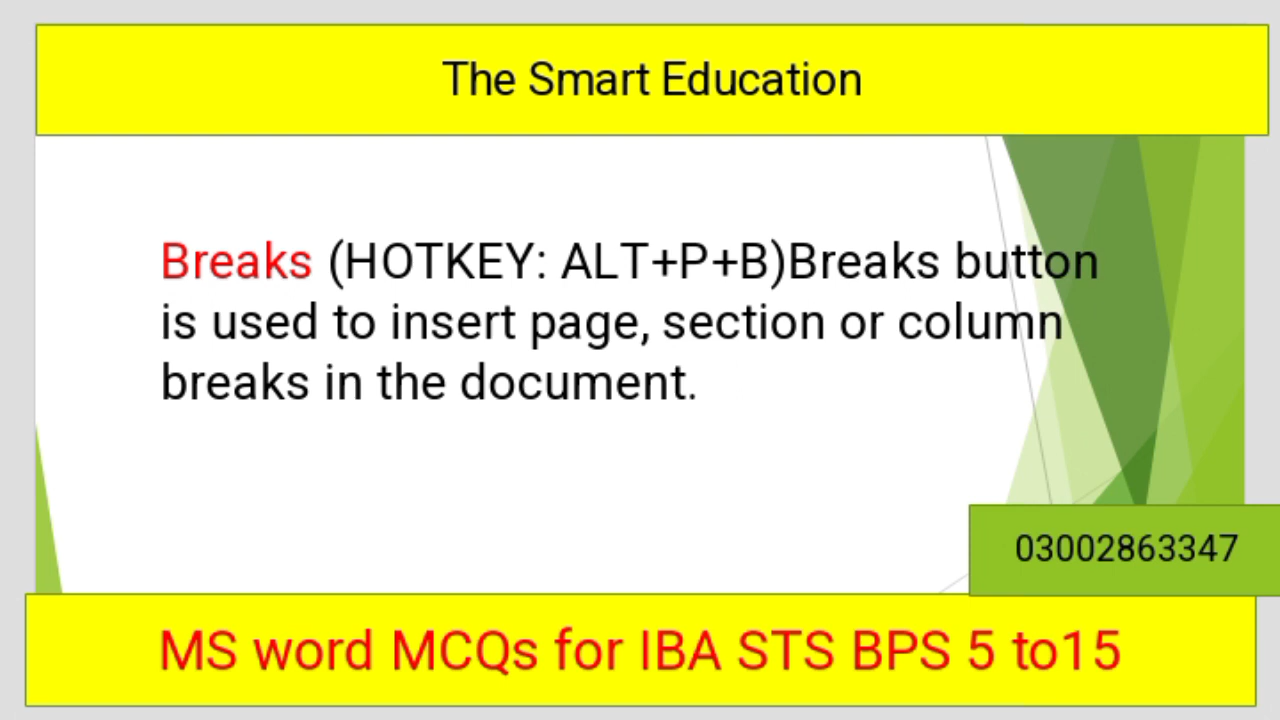 The Smart Education
Breaks (HOTKEY: ALT+P+B)Breaks button
is used to insert page, section or column
breaks in the document.
03002863347
MS word MCQs for IBA STS BPS 5 to15